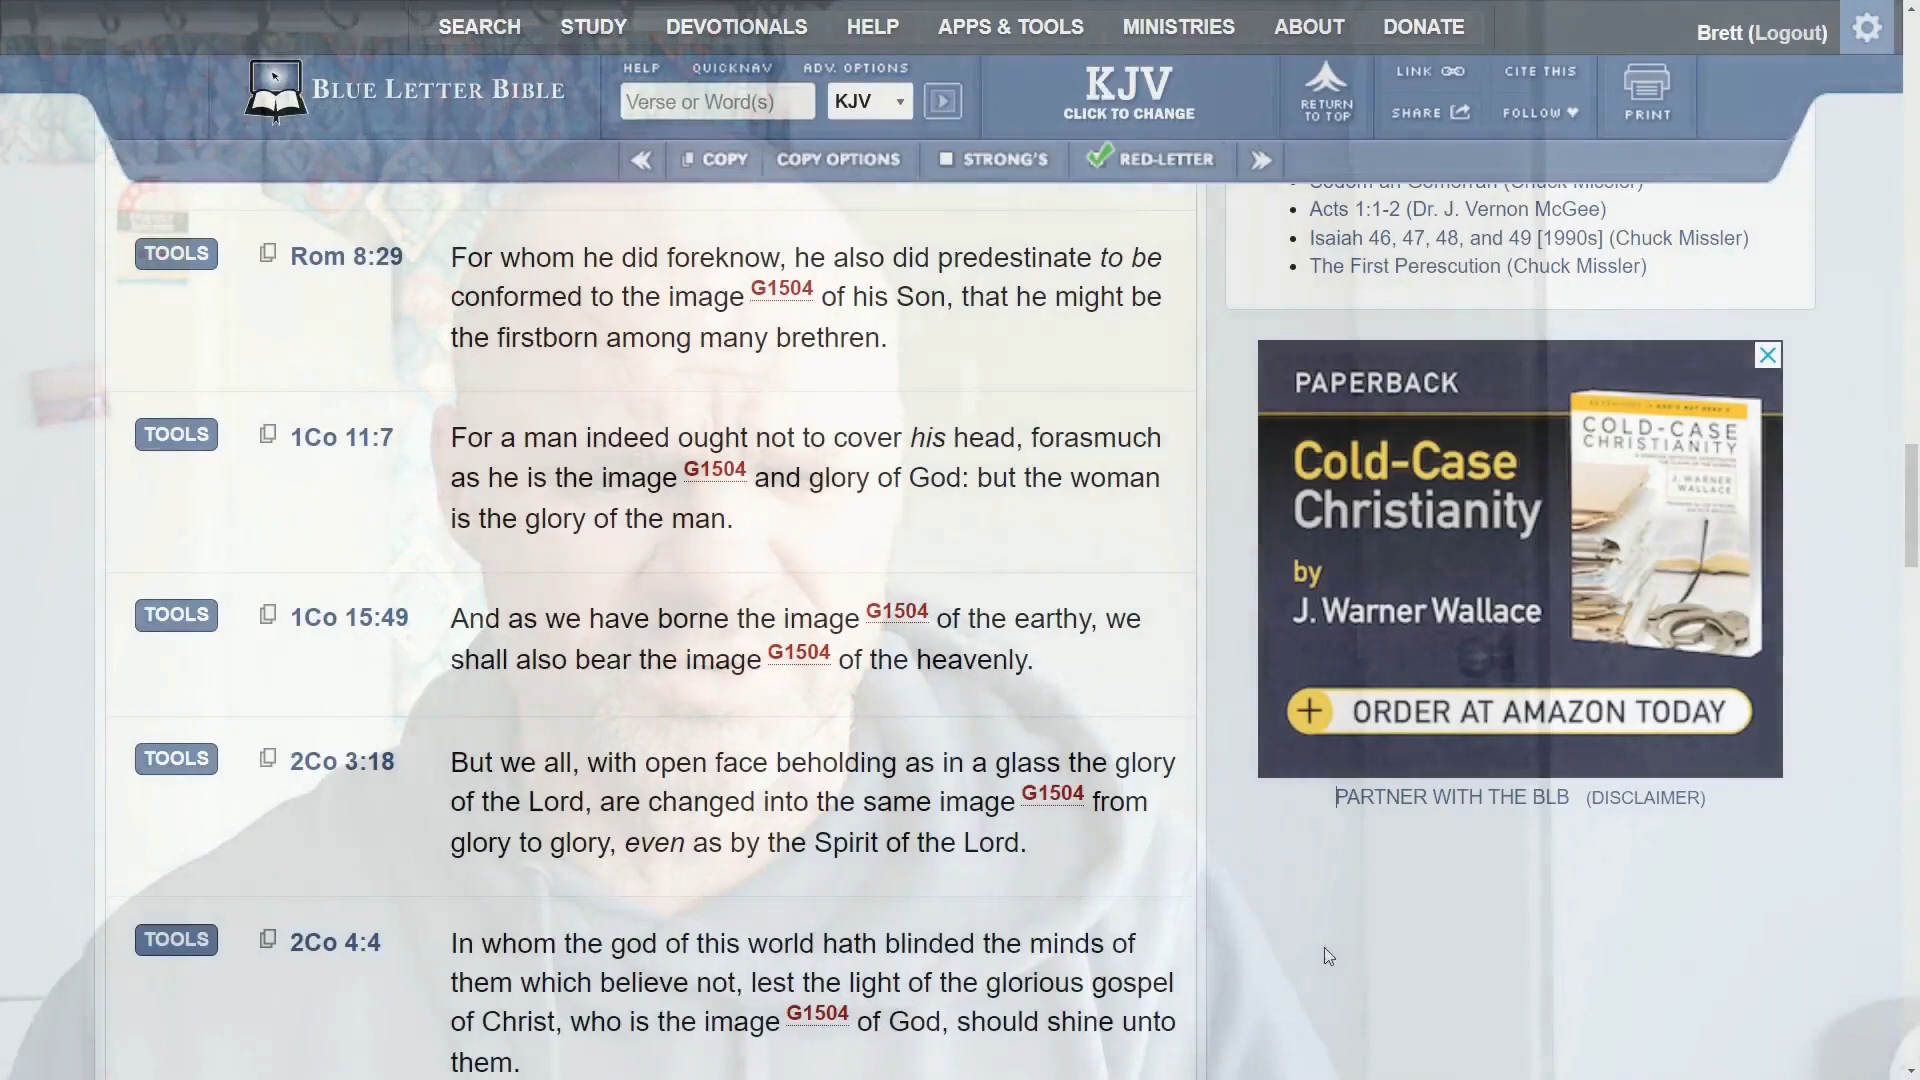 SEARCH STUDY DEVOTIONALS HELP APPS & TOOLS MINISTRIES ABOUT DONATE
Brett (Logout)
BLUE LETTER BIBLE
HELP QUICKNAV ADV. OPTIONS
Verse or Word(s) KJV
KJV
CLICK TO CHANGE
RETURN
TO TOP
LINK CITE THIS
SHARE FOLLOW
PRINT
COPY COPY OPTIONS STRONG'S RED-LETTER
Sodom an Gomorrah (Chuck Missler)
Acts 1:1-2 (Dr. J. Vernon McGee)
Isaiah 46, 47, 48, and 49 [1990s] (Chuck Missler)
The First Perescution (Chuck Missler)
TOOLS Rom 8:29 For whom he did foreknow, he also did predestinate to be
conformed to the image G1504 of his Son, that he might be
the firstborn among many brethren.
TOOLS 1Co 11:7 For a man indeed ought not to cover his head, forasmuch
as he is the image G1504 and glory of God: but the woman
is the glory of the man.
TOOLS 1Co 15:49 And as we have borne the image G1504 of the earthy, we
shall also bear the image G1504 of the heavenly.
TOOLS 2Co 3:18 But we all, with open face beholding as in a glass the glory
of the Lord, are changed into the same image G1504 from
glory to glory, even as by the Spirit of the Lord.
TOOLS 2Co 4:4 In whom the god of this world hath blinded the minds of
them which believe not, lest the light of the glorious gospel
of Christ, who is the image G1504 of God, should shine unto
them.
PAPERBACK
Cold-Case
Christianity
by
J. Warner Wallace
COLD-CASE
CHRISTIANITY
J. WARNER
WALLACE
+ ORDER AT AMAZON TODAY
PARTNER WITH THE BLB (DISCLAIMER)